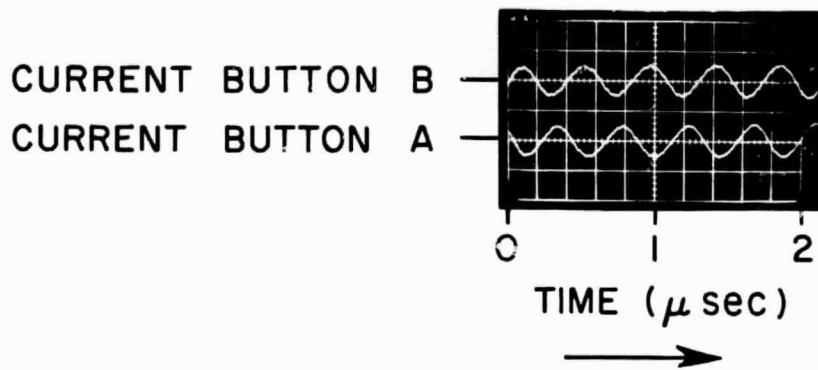 CURRENT BUTTON B
CURRENT BUTTON A
0 1 2
TIME (μ sec)